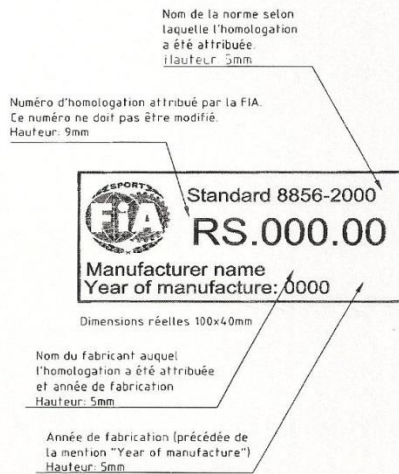 Nom de la norme selon
laquelle l'homologation
a été attribuée.
Hauteur 5mm
Numéro d'homologation attribué par la FIA.
Ce numéro ne doit pas être modifié.
Hauteur: 9mm
SPORT
FiA
Standard 8856-2000
RS.000.00
Manufacturer name
Year of manufacture: 0000
Dimensions réelles 100x40mm
Nom du fabricant auquel
l'homologation a été attribuée
et année de fabrication
Hauteur: 5mm
Année de fabrication (précédée de
la mention "Year of manufacture")
Hauteur: 5mm